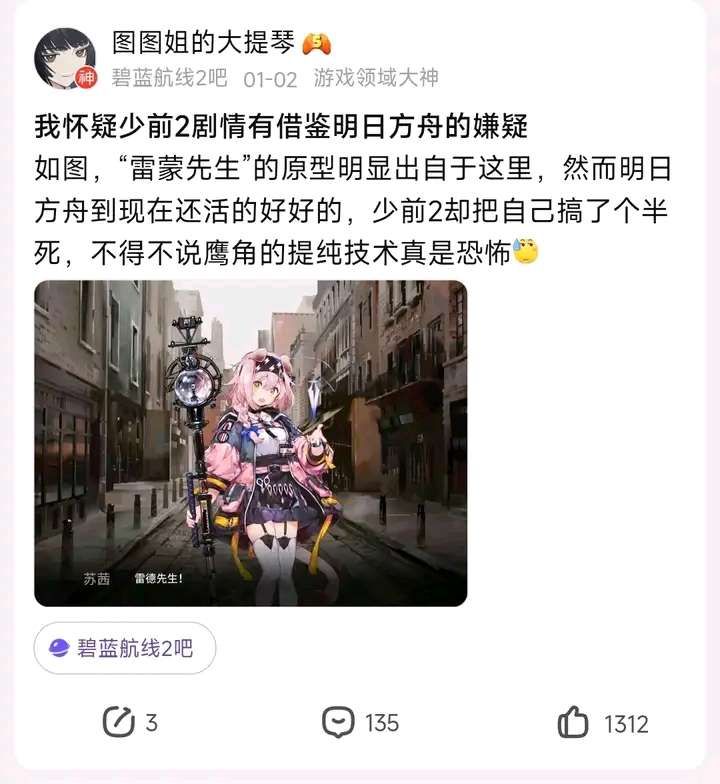 图图姐的大提琴 5
神
碧蓝航线2吧 01-02 游戏领域大神
我怀疑少前2剧情有借鉴明日方舟的嫌疑
如图，“雷蒙先生”的原型明显出自于这里，然而明日
方舟到现在还活的好好的，少前2却把自己搞了个半
死，不得不说鹰角的提纯技术真是恐怖
苏茜 雷德先生！
碧蓝航线2吧
3 135 1312